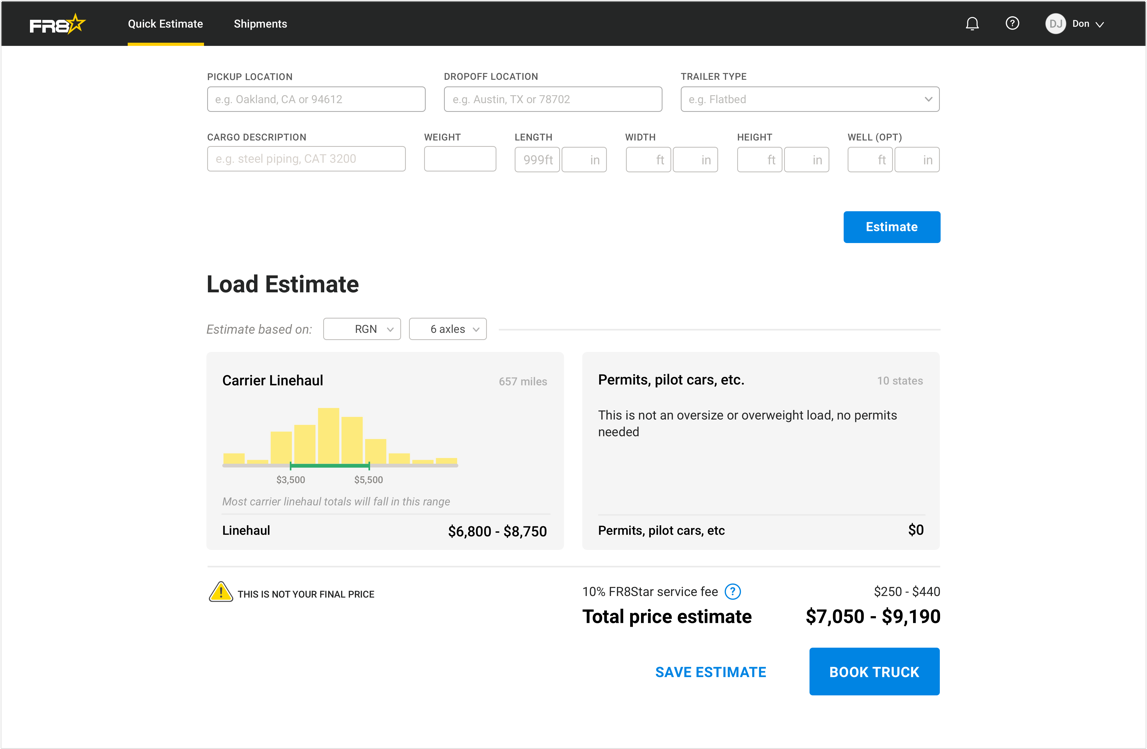 FR8 Quick Estimate Shipments DJ Don
PICKUP LOCATION DROPOFF LOCATION TRAILER TYPE
e.g. Oakland, CA or 94612 e.g. Austin, TX or 78702 e.g. Flatbed
CARGO DESCRIPTION WEIGHT LENGTH WIDTH HEIGHT WELL (OPT)
e.g. steel piping, CAT 3200 999ft in ft in ft in ft in
Estimate
Load Estimate
Estimate based on: RGN 6 axles
Carrier Linehaul 657 miles
$3,500 $5,500
Most carrier linehaul totals will fall in this range
Linehaul $6,800 - $8,750
Permits, pilot cars, etc. 10 states
This is not an oversize or overweight load, no permits
needed
Permits, pilot cars, etc $0
! THIS IS NOT YOUR FINAL PRICE
10% FR8Star service fee ? $250 - $440
Total price estimate $7,050 - $9,190
SAVE ESTIMATE BOOK TRUCK